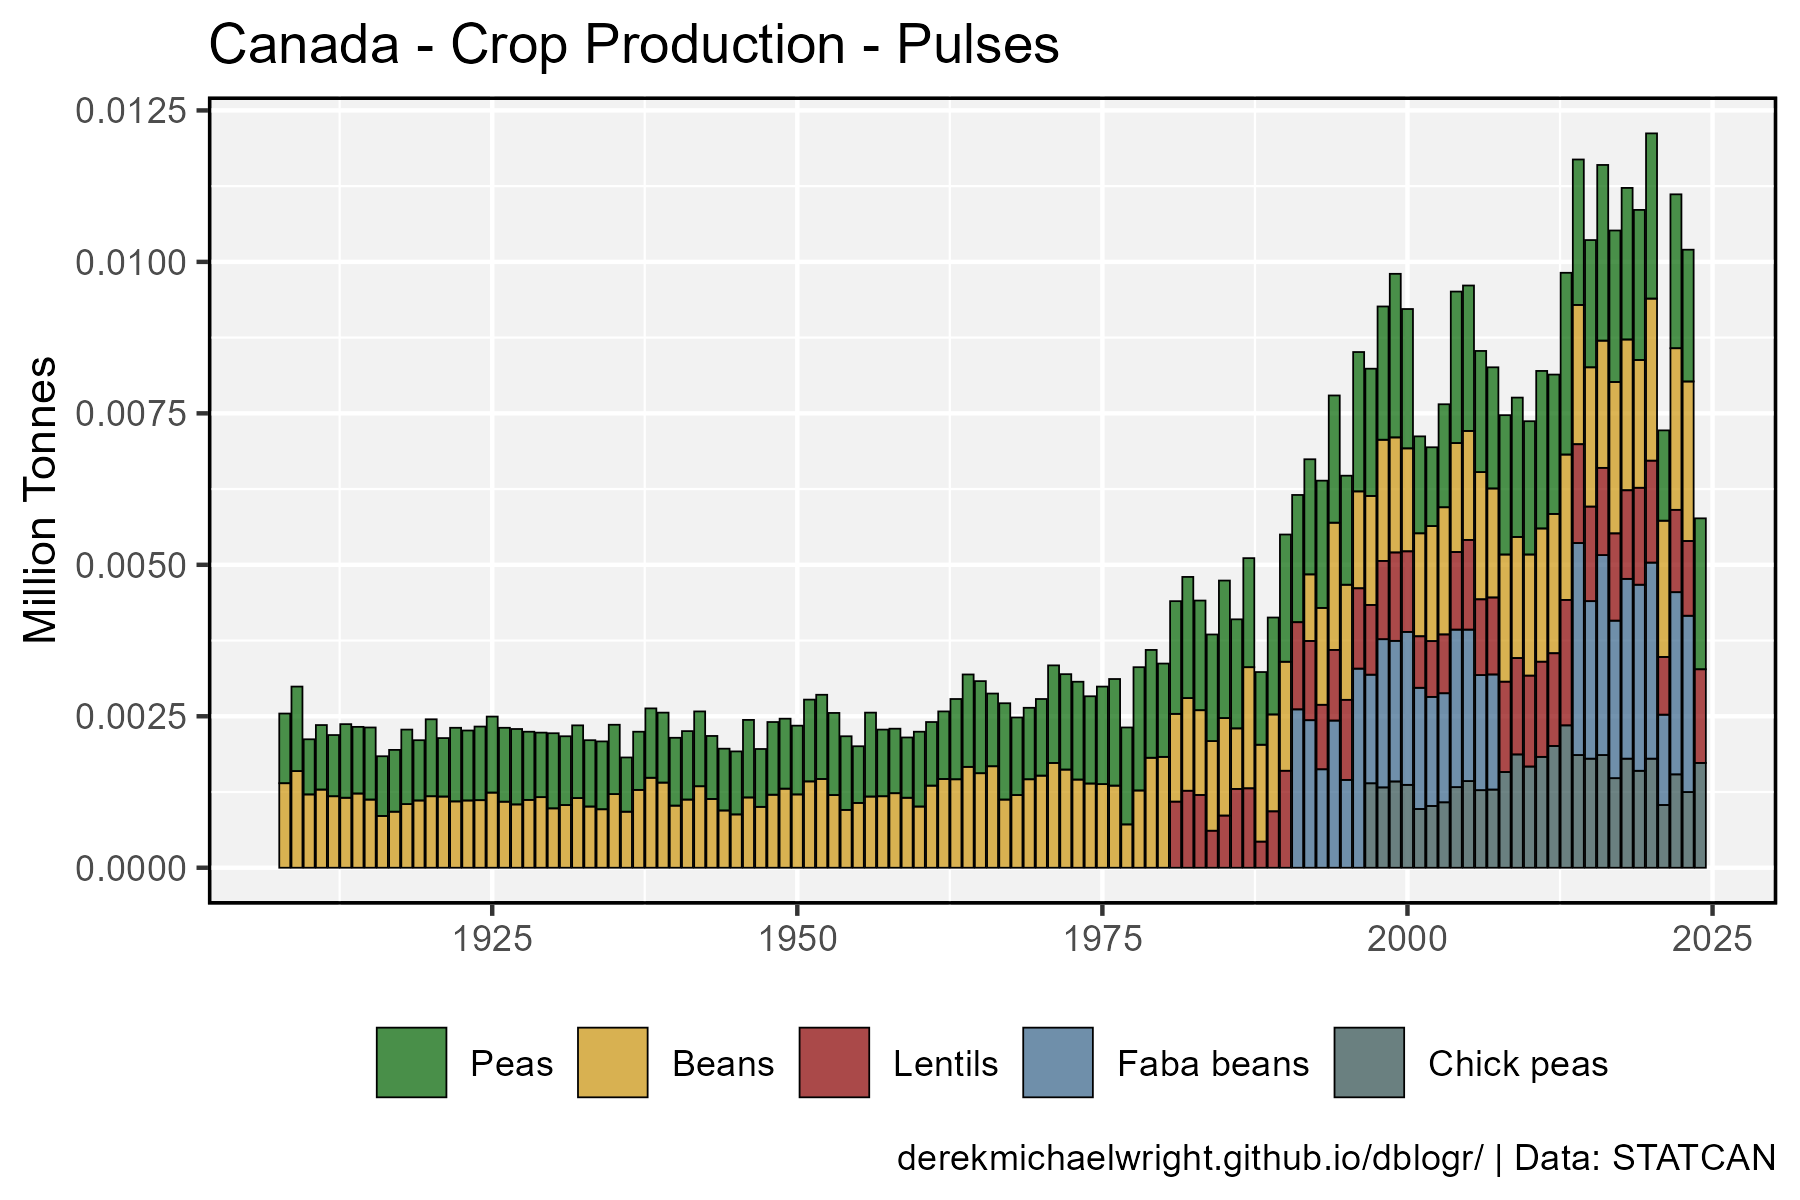 Canada - Crop Production - Pulses
Million Tonnes
0.0125
0.0100
0.0075
0.0050
0.0025
0.0000
1925 1950 1975 2000 2025
Peas Beans Lentils Faba beans Chick peas
derekmichaelwright.github.io/dblogr/ | Data: STATCAN